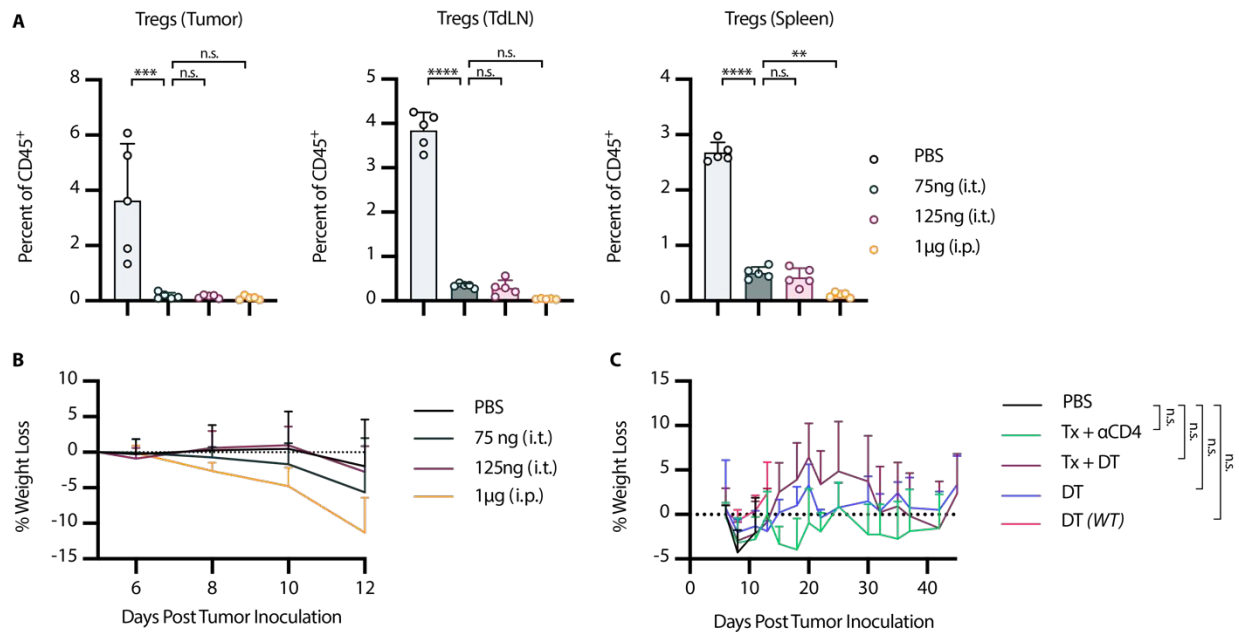 A
Tregs (Tumor)
Tregs (TdLN)
Tregs (Spleen)
n.s.
***
n.s.
n.s.
****
n.s.
**
****
n.s.
Percent of CD45⁺
8
6
4
2
0
Percent of CD45⁺
5
4
3
2
1
0
Percent of CD45⁺
4
3
2
1
0
PBS
75ng (i.t.)
125ng (i.t.)
1μg (i.p.)
B
% Weight Loss
10
5
0
-5
-10
-15
6
8
10
12
Days Post Tumor Inoculation
PBS
75 ng (i.t.)
125ng (i.t.)
1μg (i.p.)
C
% Weight Loss
15
10
5
0
-5
0
10
20
30
40
Days Post Tumor Inoculation
PBS
Tx + αCD4
Tx + DT
DT
DT (WT)
n.s.
n.s.
n.s.
n.s.